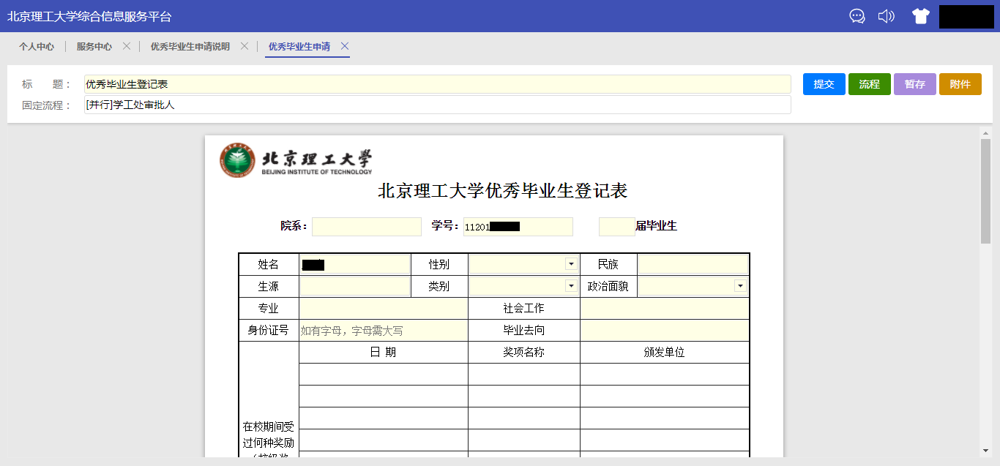 北京理工大学综合信息服务平台
个人中心 服务中心 优秀毕业生申请说明 优秀毕业生申请
标 题： 优秀毕业生登记表
提交 流程 暂存 附件
固定流程： [并行]学工处审批人
北京理工大学
BEIJING INSTITUTE OF TECHNOLOGY
北京理工大学优秀毕业生登记表
院系： 学号：11201 届毕业生
姓名 性别 民族
生源 类别 政治面貌
专业 社会工作
身份证号 如有字母，字母需大写 毕业去向
日 期 奖项名称 颁发单位
在校期间受
过何种奖励